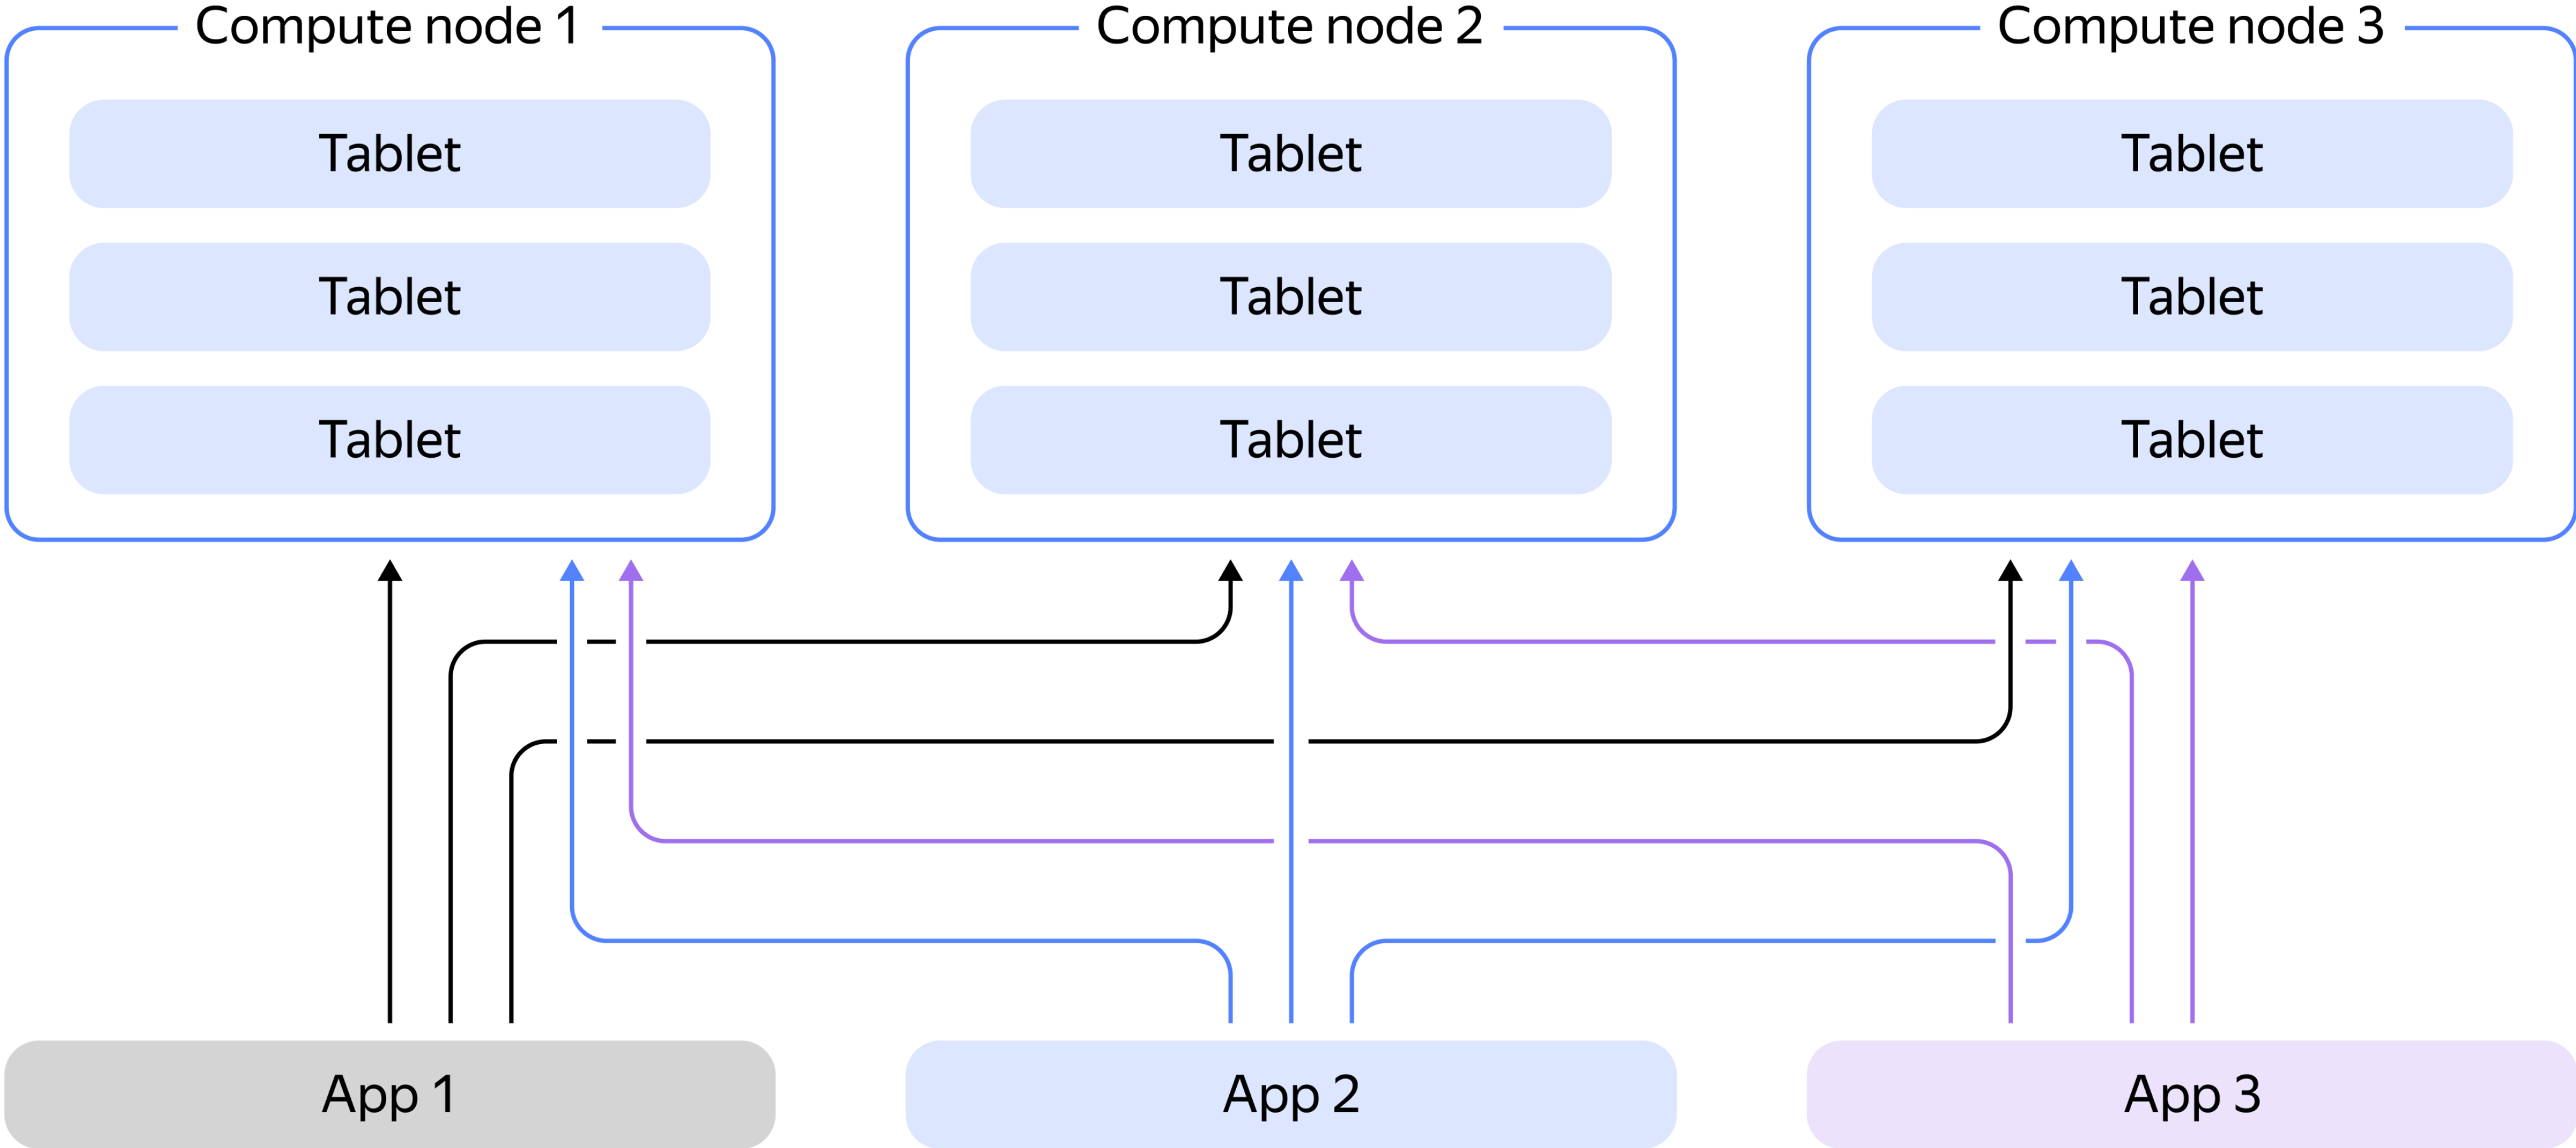 Compute node 1
Compute node 2
Compute node 3
Tablet
Tablet
Tablet
Tablet
Tablet
Tablet
Tablet
Tablet
Tablet
App 1
App 2
App 3